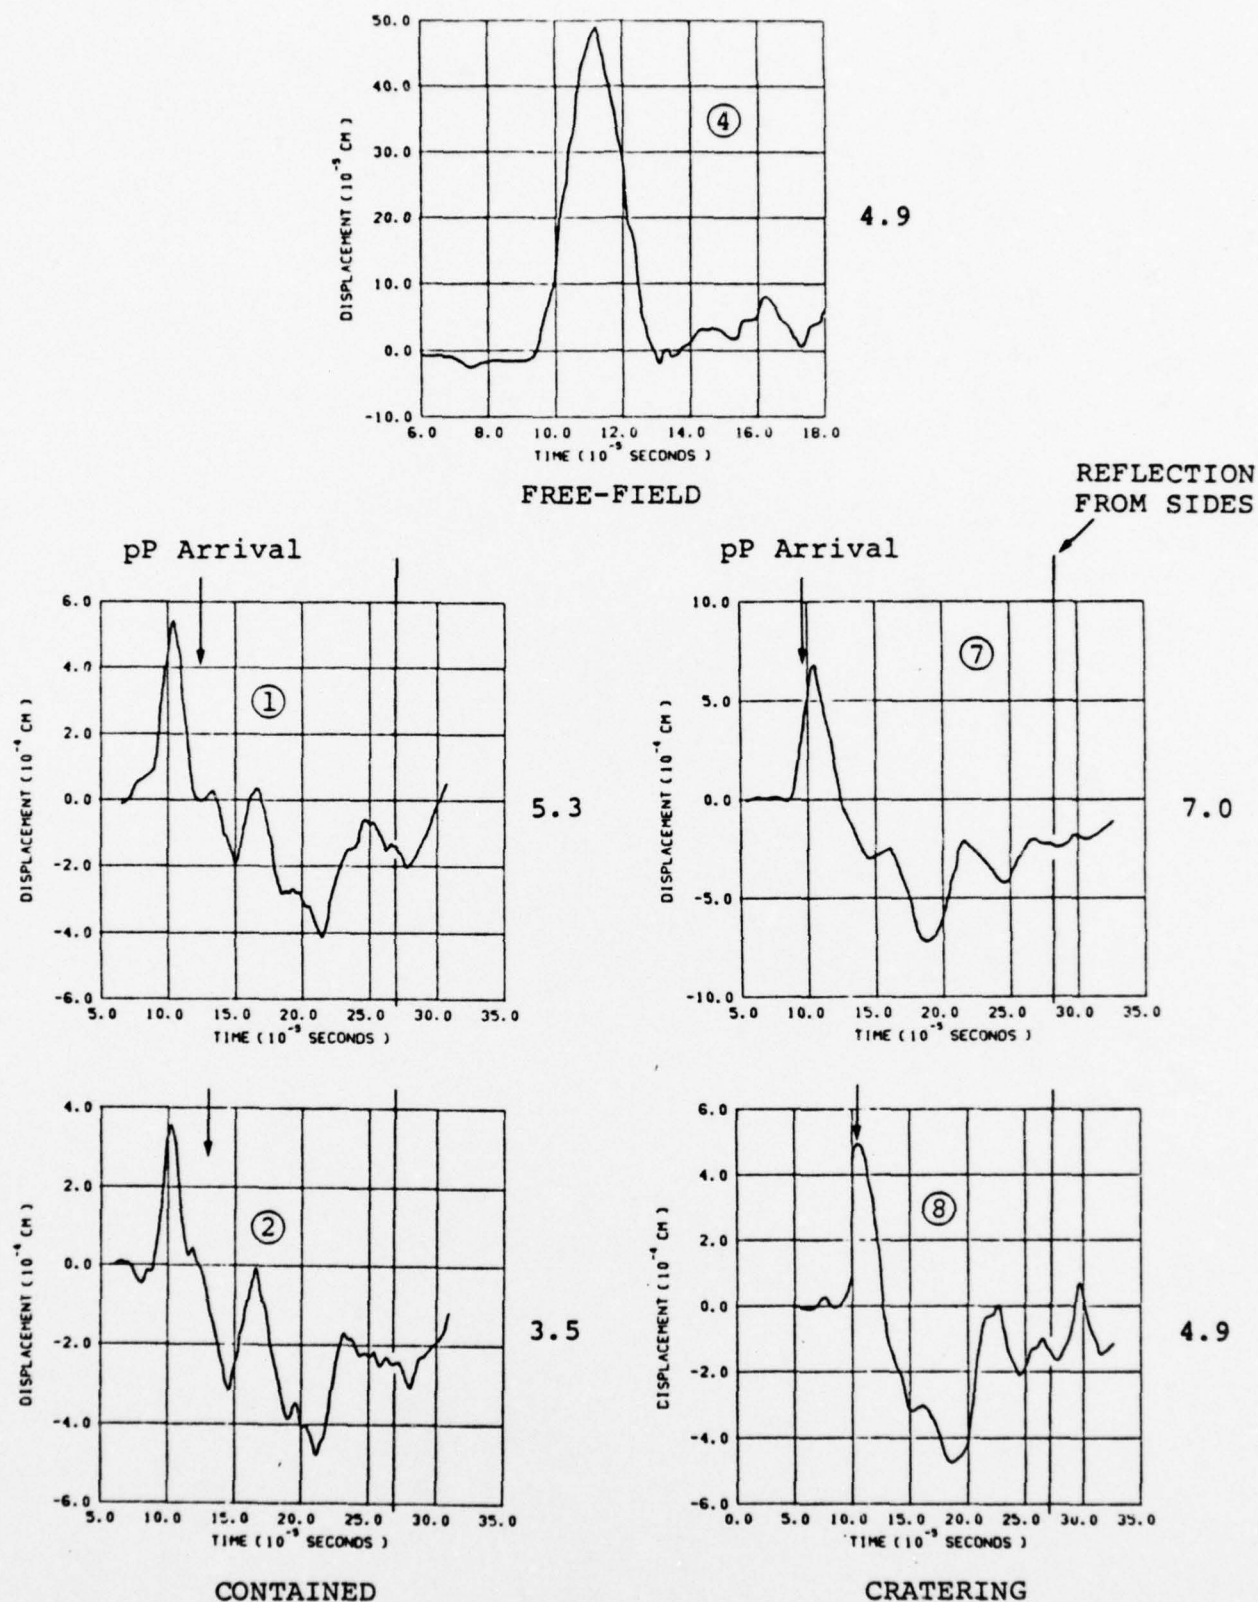 50.0
40.0
30.0
20.0
10.0
0.0
-10.0
DISPLACEMENT (10⁻⁵ CM)
④
4.9
6.0 8.0 10.0 12.0 14.0 16.0 18.0
TIME (10⁻⁵ SECONDS)
FREE-FIELD
REFLECTION
FROM SIDES
pP Arrival
6.0
4.0
2.0
0.0
-2.0
-4.0
-6.0
DISPLACEMENT (10⁻⁴ CM)
①
5.3
5.0 10.0 15.0 20.0 25.0 30.0 35.0
TIME (10⁻⁵ SECONDS)
pP Arrival
10.0
5.0
0.0
-5.0
-10.0
DISPLACEMENT (10⁻⁴ CM)
⑦
7.0
5.0 10.0 15.0 20.0 25.0 30.0 35.0
TIME (10⁻⁵ SECONDS)
4.0
2.0
0.0
-2.0
-4.0
-6.0
DISPLACEMENT (10⁻⁴ CM)
②
3.5
5.0 10.0 15.0 20.0 25.0 30.0 35.0
TIME (10⁻⁵ SECONDS)
CONTAINED
6.0
4.0
2.0
0.0
-2.0
-4.0
-6.0
DISPLACEMENT (10⁻⁴ CM)
⑧
4.9
0.0 5.0 10.0 15.0 20.0 25.0 30.0 35.0
TIME (10⁻⁵ SECONDS)
CRATERING